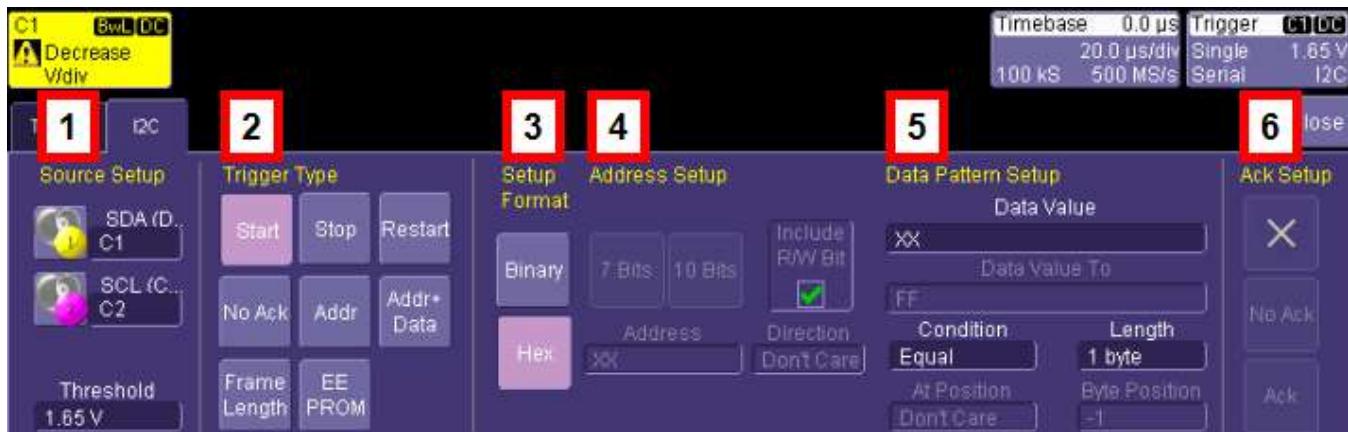 C1 BwL DC
Decrease
V/div
Timebase 0.0 µs
20.0 µs/div
100 kS 500 MS/s
Trigger C1 DC
Single 1.65 V
Serial I2C
1
I2C
2
3
4
5
6
lose
Source Setup
SDA (D..
C1
SCL (C...
C2
Threshold
1.65 V
Trigger Type
Start
Stop
Restart
No Ack
Addr
Addr+
Data
Frame
Length
EE
PROM
Setup
Format
Binary
Hex
Address Setup
7 Bits
10 Bits
Include
R/W Bit
Address
XX
Direction
Don't Care
Data Pattern Setup
Data Value
XX
Data Value To
FF
Condition
Equal
Length
1 byte
At Position
Don't Care
Byte Position
-1
Ack Setup
X
No Ack
Ack